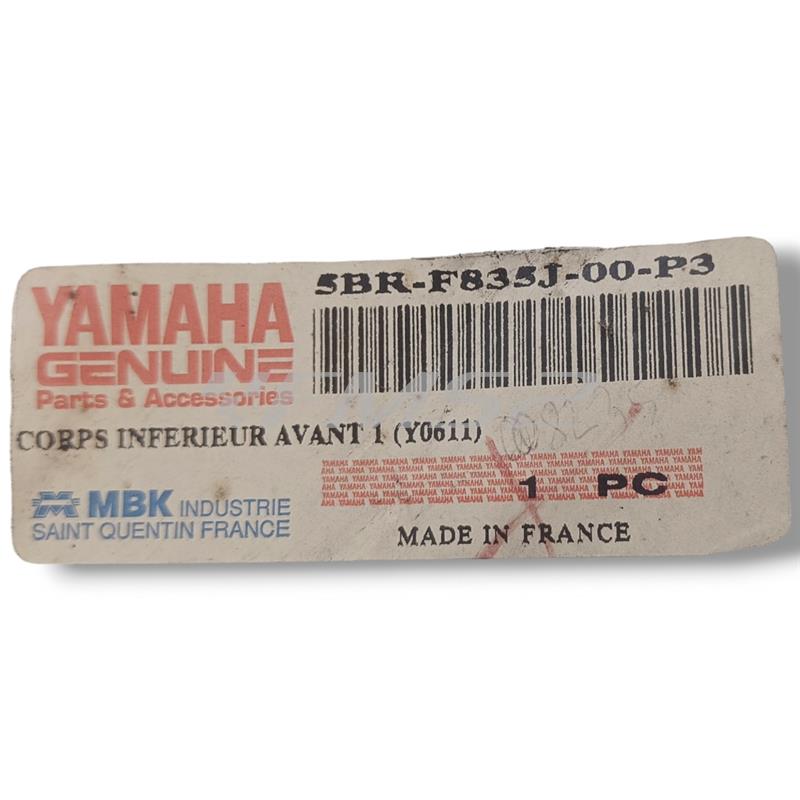 5BR-F835J-00-P3
YAMAHA
GENUINE
Parts & Accessories
CORPS INFERIEUR AVANT 1 (Y0611)
MBK INDUSTRIE
SAINT QUENTIN FRANCE
1 PC
MADE IN FRANCE